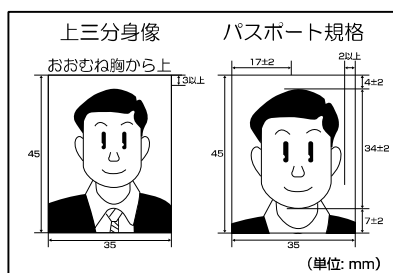 上三分身像
おおむね胸から上
3以上
45
35
パスポート規格
17±2
2以上
4±2
45
34±2
7±2
35
(単位: mm)